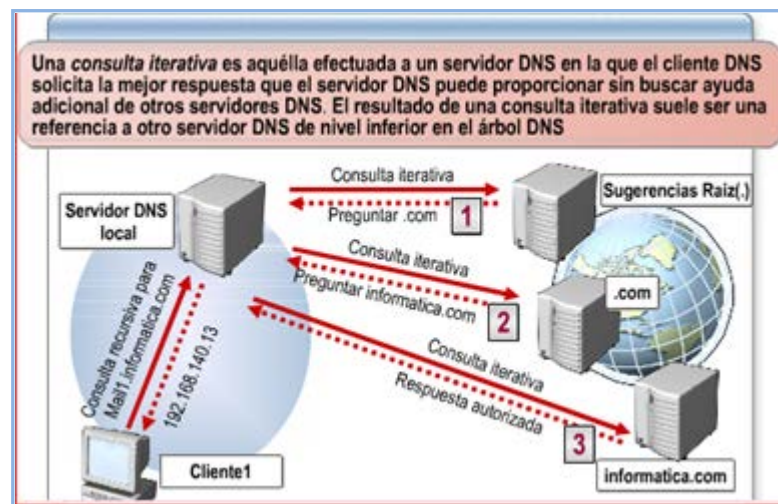 Una consulta iterativa es aquélla efectuada a un servidor DNS en la que el cliente DNS
solicita la mejor respuesta que el servidor DNS puede proporcionar sin buscar ayuda
adicional de otros servidores DNS. El resultado de una consulta iterativa suele ser una
referencia a otro servidor DNS de nivel inferior en el árbol DNS
Consulta iterativa
Sugerencias Raiz(.)
Servidor DNS
local
Preguntar .com
1
Consulta iterativa
.com
Preguntar informatica.com
2
Consulta recursiva para
Mail1.informatica.com
192.168.140.13
Consulta iterativa
Respuesta autorizada
3
Cliente1
informatica.com